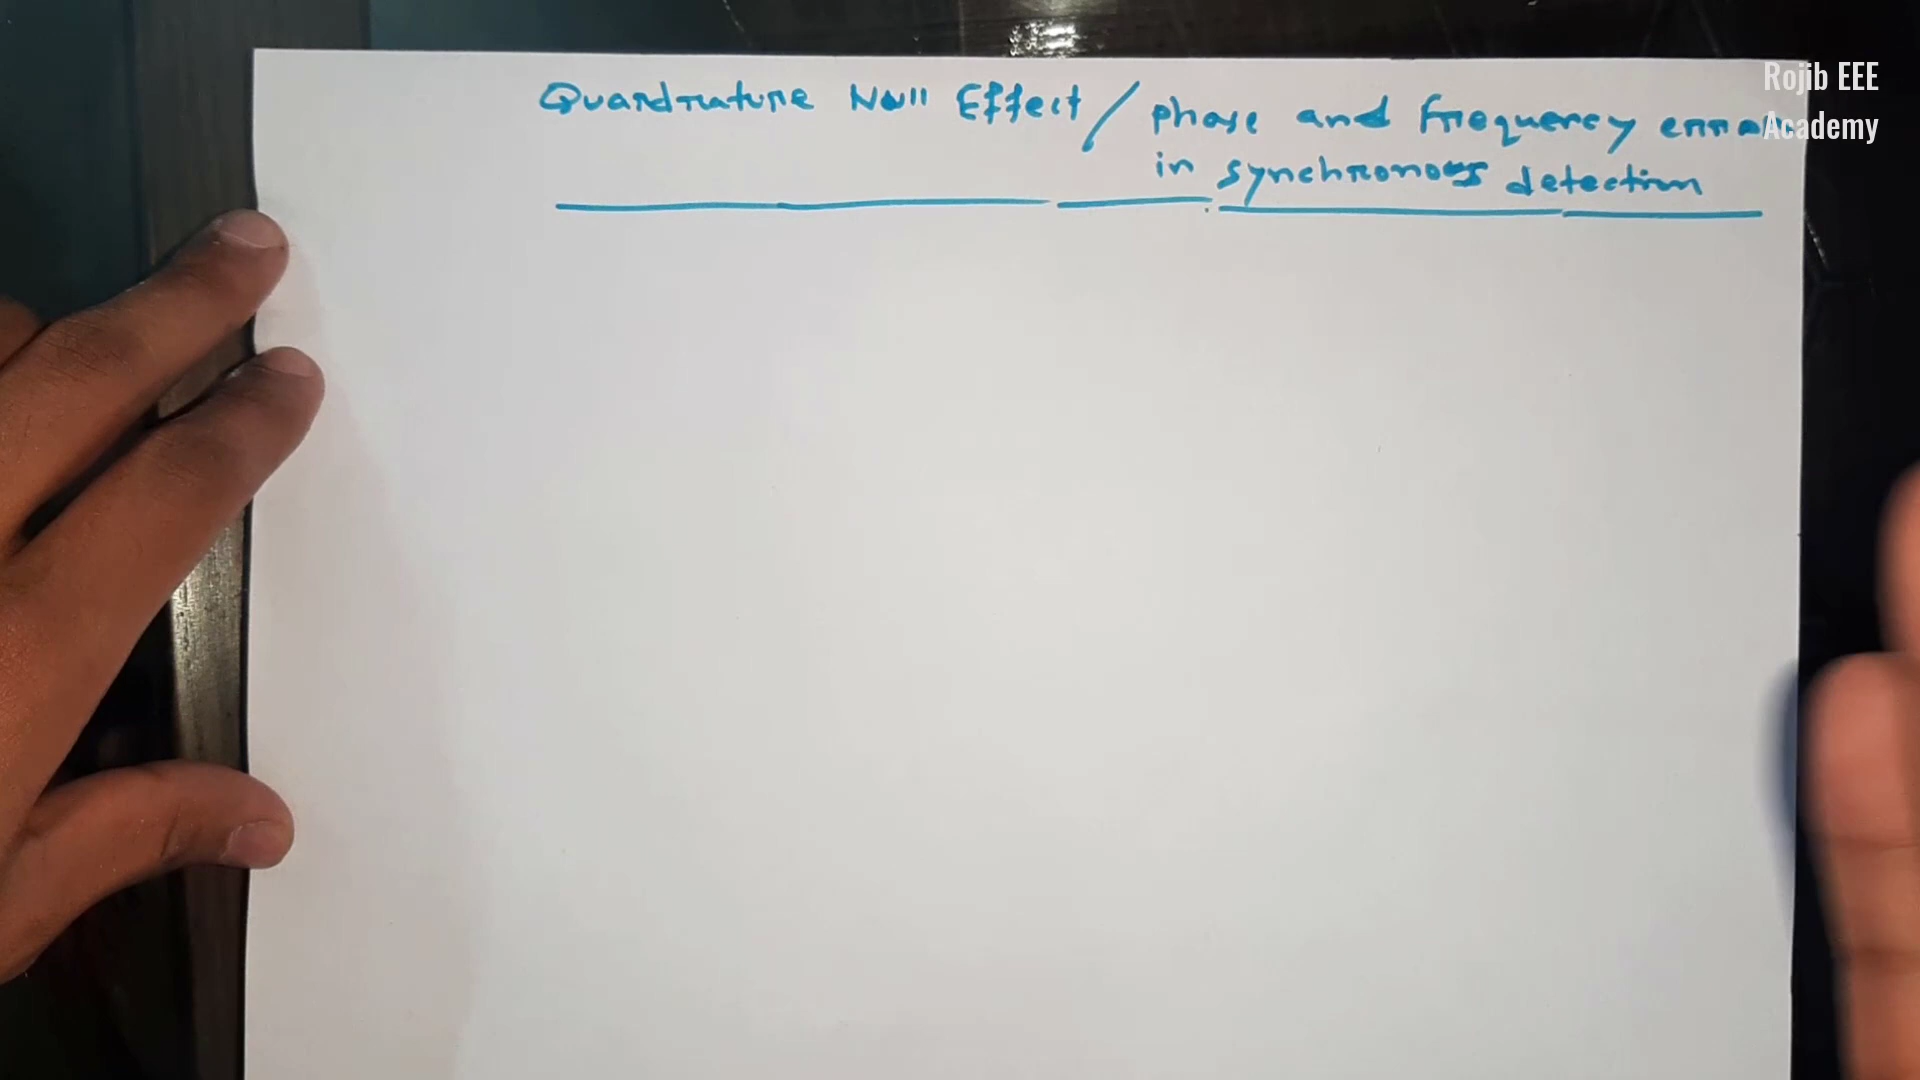 Quardrature Null Effect / phase and frequency error
in synchronous detection
Rojib EEE
Academy